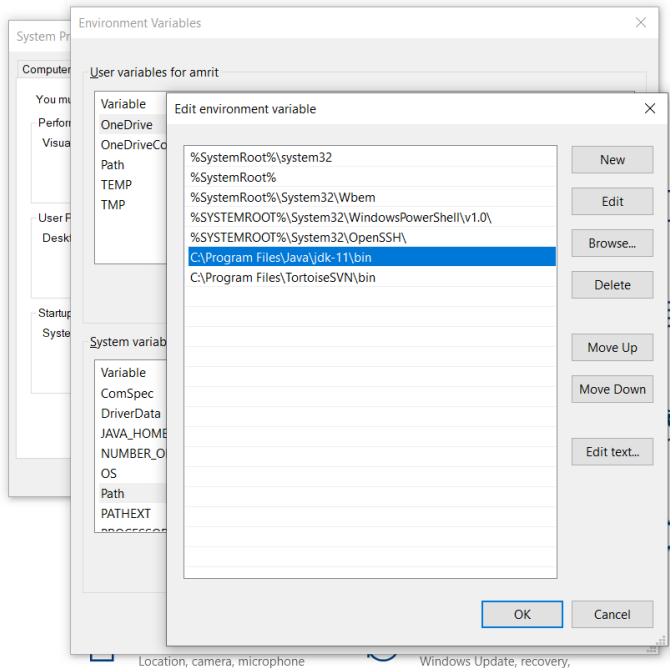 Environment Variables
System Pr
Computer
You mu
Perform
Visua
User P
Deskt
Startup
Syste
User variables for amrit
Variable
OneDrive
OneDriveCo
Path
TEMP
TMP
System variab
Variable
ComSpec
DriverData
JAVA_HOME
NUMBER_O
OS
Path
PATHEXT
PROCESSOR
Edit environment variable
%SystemRoot%\system32
%SystemRoot%
%SystemRoot%\System32\Wbem
%SYSTEMROOT%\System32\WindowsPowerShell\v1.0\
%SYSTEMROOT%\System32\OpenSSH\
C:\Program Files\Java\jdk-11\bin
C:\Program Files\TortoiseSVN\bin
New
Edit
Browse...
Delete
Move Up
Move Down
Edit text...
OK
Cancel
Location, camera, microphone
Windows Update, recovery,